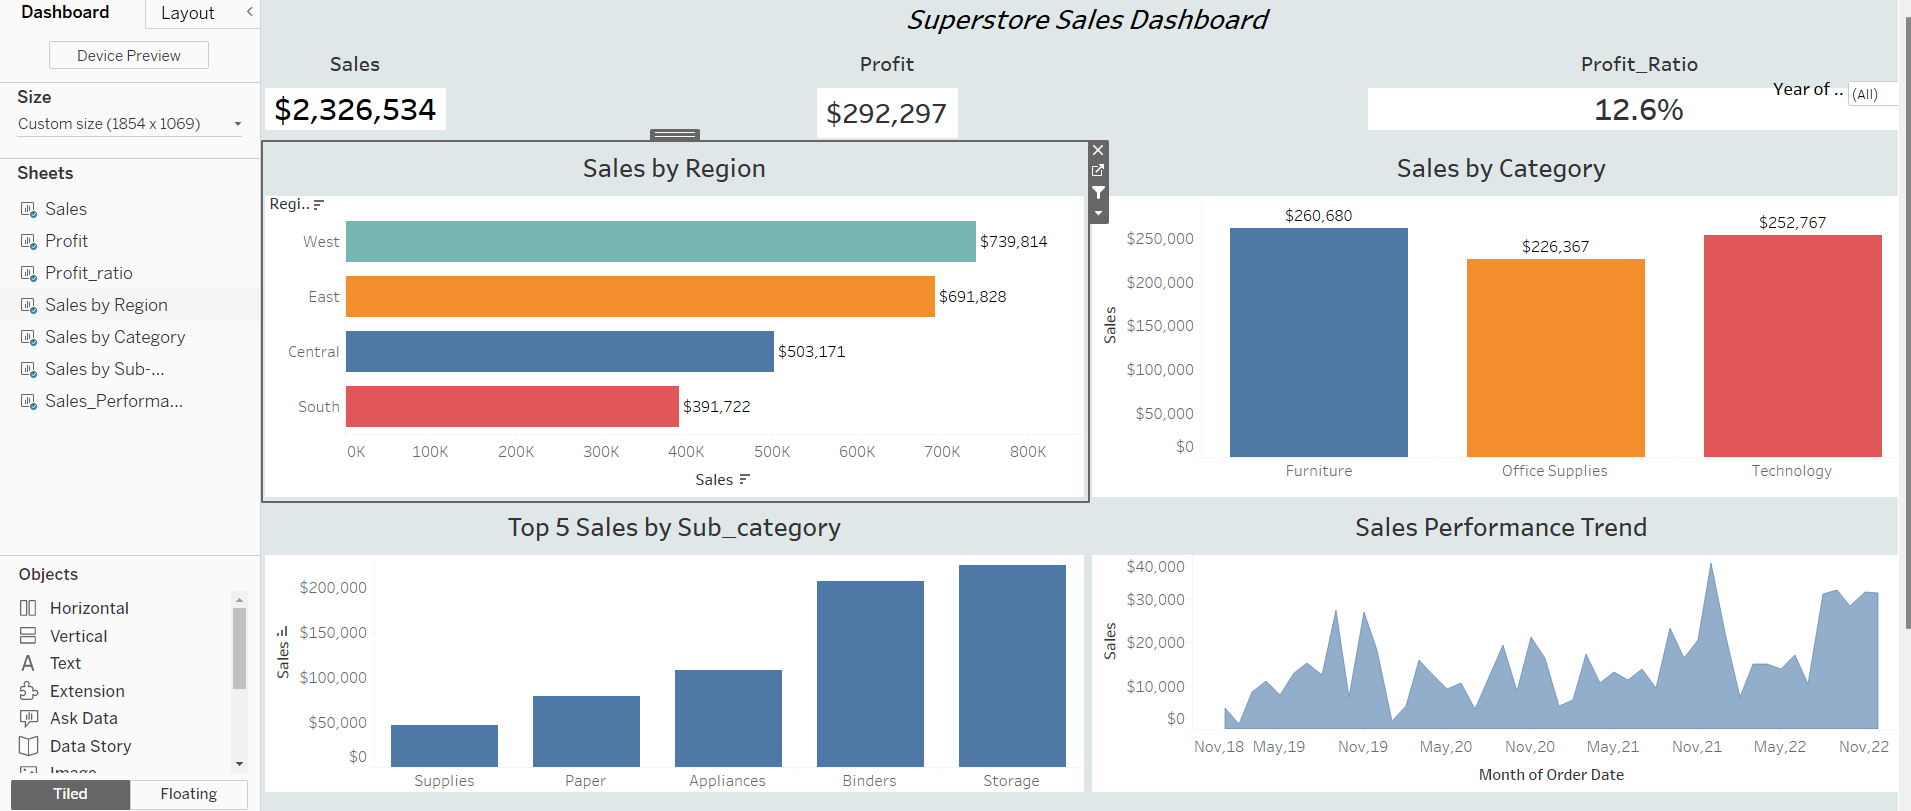 Dashboard
Layout
Device Preview
Size
Custom size (1854 x 1069)
Sheets
Sales
Profit
Profit_ratio
Sales by Region
Sales by Category
Sales by Sub-...
Sales_Performa...
Objects
Horizontal
Vertical
Text
Extension
Ask Data
Data Story
Image
Tiled
Floating
Superstore Sales Dashboard
Sales
$2,326,534
Profit
$292,297
Profit_Ratio
12.6%
Year of ..
(All)
Sales by Region
Regi..
West
$739,814
East
$691,828
Central
$503,171
South
$391,722
0K 100K 200K 300K 400K 500K 600K 700K 800K
Sales
Sales by Category
Sales
$250,000
$200,000
$150,000
$100,000
$50,000
$0
$260,680
$226,367
$252,767
Furniture Office Supplies Technology
Top 5 Sales by Sub_category
Sales
$200,000
$150,000
$100,000
$50,000
$0
Supplies Paper Appliances Binders Storage
Sales Performance Trend
Sales
$40,000
$30,000
$20,000
$10,000
$0
Nov,18 May,19 Nov,19 May,20 Nov,20 May,21 Nov,21 May,22 Nov,22
Month of Order Date